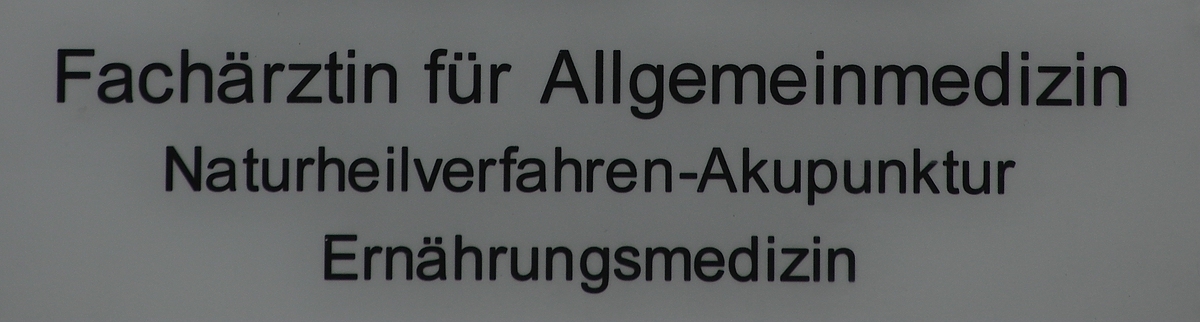 Fachärztin für Allgemeinmedizin
Naturheilverfahren-Akupunktur
Ernährungsmedizin